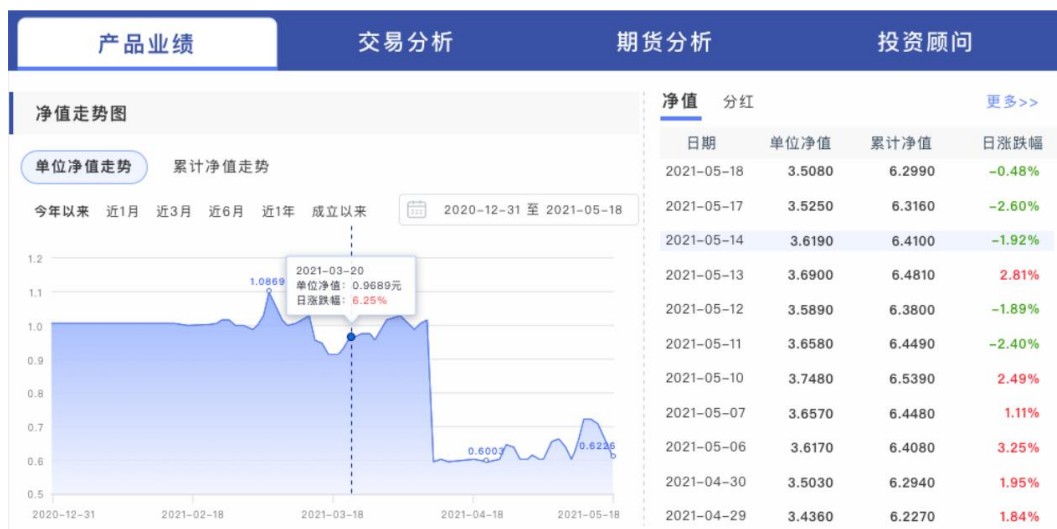 产品业绩 交易分析 期货分析 投资顾问
净值走势图
单位净值走势 累计净值走势
今年以来 近1月 近3月 近6月 近1年 成立以来 2020-12-31 至 2021-05-18
1.2
1.1
1.0
0.9
0.8
0.7
0.6
0.5
1.0869
2021-03-20
单位净值：0.9689元
日涨跌幅：6.25%
0.6003
0.6226
2020-12-31 2021-02-18 2021-03-18 2021-04-18 2021-05-18
净值 分红 更多>>
日期 单位净值 累计净值 日涨跌幅
2021-05-18 3.5080 6.2990 -0.48%
2021-05-17 3.5250 6.3160 -2.60%
2021-05-14 3.6190 6.4100 -1.92%
2021-05-13 3.6900 6.4810 2.81%
2021-05-12 3.5890 6.3800 -1.89%
2021-05-11 3.6580 6.4490 -2.40%
2021-05-10 3.7480 6.5390 2.49%
2021-05-07 3.6570 6.4480 1.11%
2021-05-06 3.6170 6.4080 3.25%
2021-04-30 3.5030 6.2940 1.95%
2021-04-29 3.4360 6.2270 1.84%